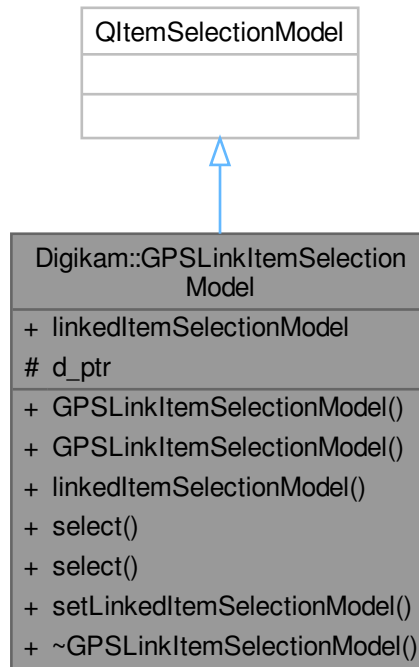 QItemSelectionModel
Digikam::GPSLinkItemSelection
Model
+ linkedItemSelectionModel
# d_ptr
+ GPSLinkItemSelectionModel()
+ GPSLinkItemSelectionModel()
+ linkedItemSelectionModel()
+ select()
+ select()
+ setLinkedItemSelectionModel()
+ ~GPSLinkItemSelectionModel()